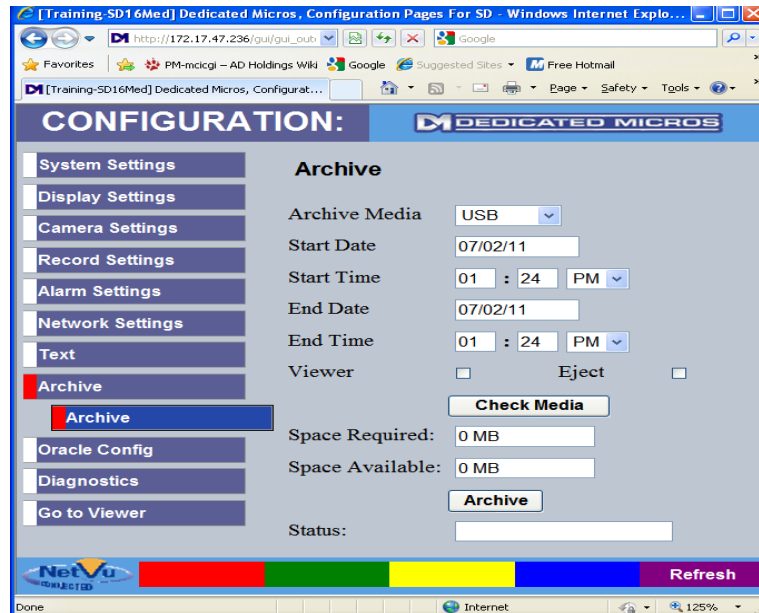 [Training-SD16Med] Dedicated Micros, Configuration Pages For SD - Windows Internet Explo...
http://172.17.47.236/gui/gui_out
Google
Favorites
PM-mcicgi – AD Holdings Wiki
Google
Suggested Sites
Free Hotmail
[Training-SD16Med] Dedicated Micros, Configurat...
Page
Safety
Tools
CONFIGURATION:
DEDICATED MICROS
System Settings
Display Settings
Camera Settings
Record Settings
Alarm Settings
Network Settings
Text
Archive
Archive
Oracle Config
Diagnostics
Go to Viewer
Archive
Archive Media USB
Start Date 07/02/11
Start Time 01 : 24 PM
End Date 07/02/11
End Time 01 : 24 PM
Viewer Eject
Check Media
Space Required: 0 MB
Space Available: 0 MB
Archive
Status:
NetVu
CONNECTED
Refresh
Done
Internet
125%